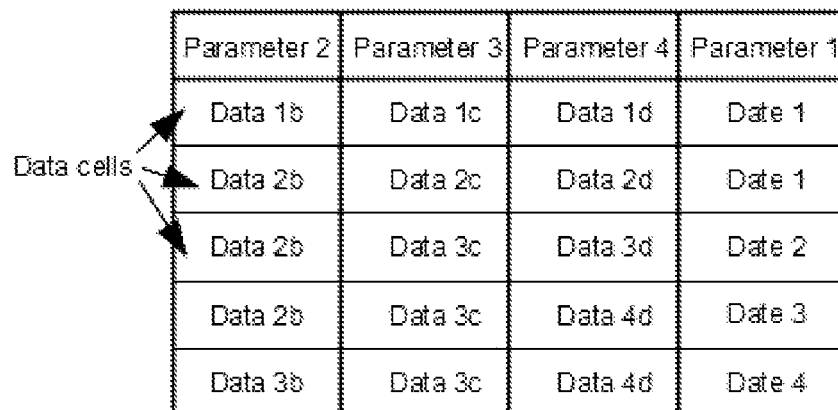 Parameter 2 Parameter 3 Parameter 4 Parameter 1
Data 1b Data 1c Data 1d Date 1
Data cells
Data 2b Data 2c Data 2d Date 1
Data 2b Data 3c Data 3d Date 2
Data 2b Data 3c Data 4d Date 3
Data 3b Data 3c Data 4d Date 4